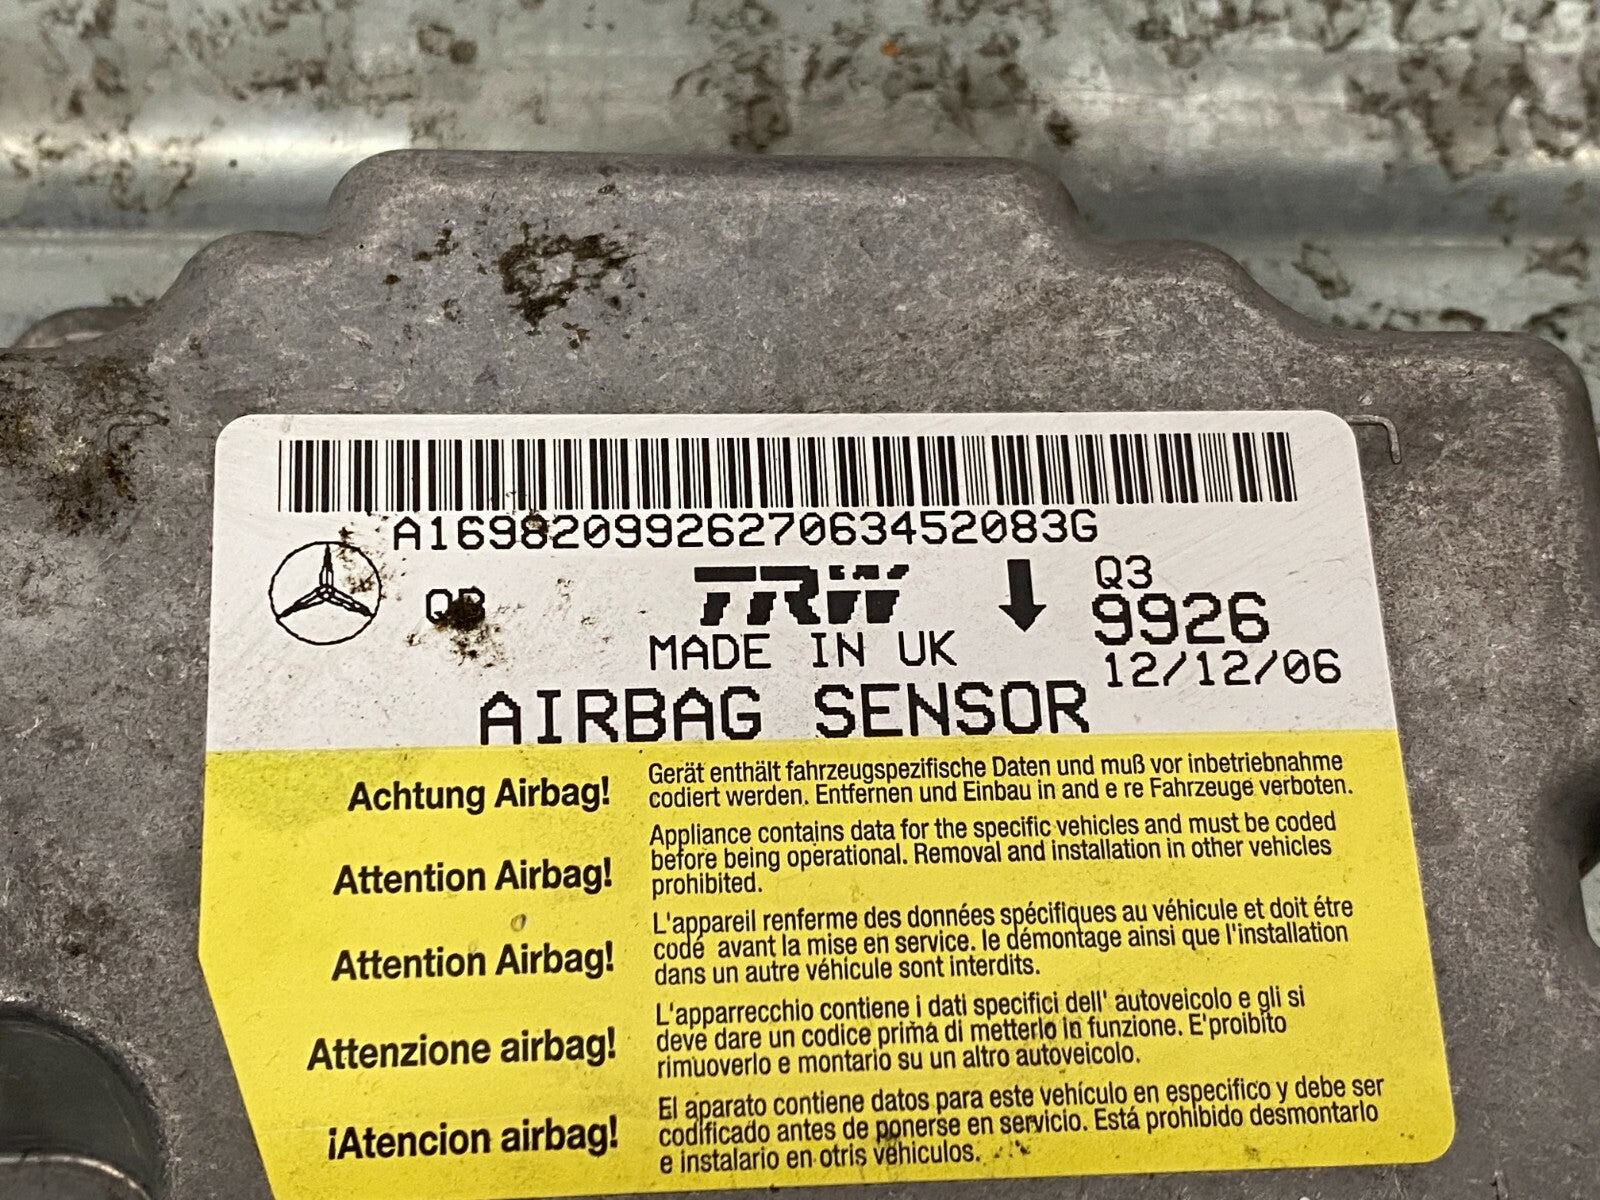 A169820992627063452083G
TRW
MADE IN UK
Q3
9926
12/12/06
AIRBAG SENSOR
Achtung Airbag!
Gerät enthält fahrzeugspezifische Daten und muß vor inbetriebnahme
codiert werden. Entfernen und Einbau in and e re Fahrzeuge verboten.
Attention Airbag!
Appliance contains data for the specific vehicles and must be coded
before being operational. Removal and installation in other vehicles
prohibited.
Attention Airbag!
L'appareil renferme des données spécifiques au véhicule et doit étre
codé avant la mise en service. le démontage ainsi que l'installation
dans un autre véhicule sont interdits.
Attenzione airbag!
L'apparrecchio contiene i dati specifici dell' autoveicolo e gli si
deve dare un codice prima di metterlo in funzione. E'proibito
rimuoverlo e montario su un altro autoveicolo.
¡Atencion airbag!
El aparato contiene datos para este vehículo en especifico y debe ser
codificado antes de ponerse en servicio. Está prohibido desmontarlo
e instalario en otris vehículos.